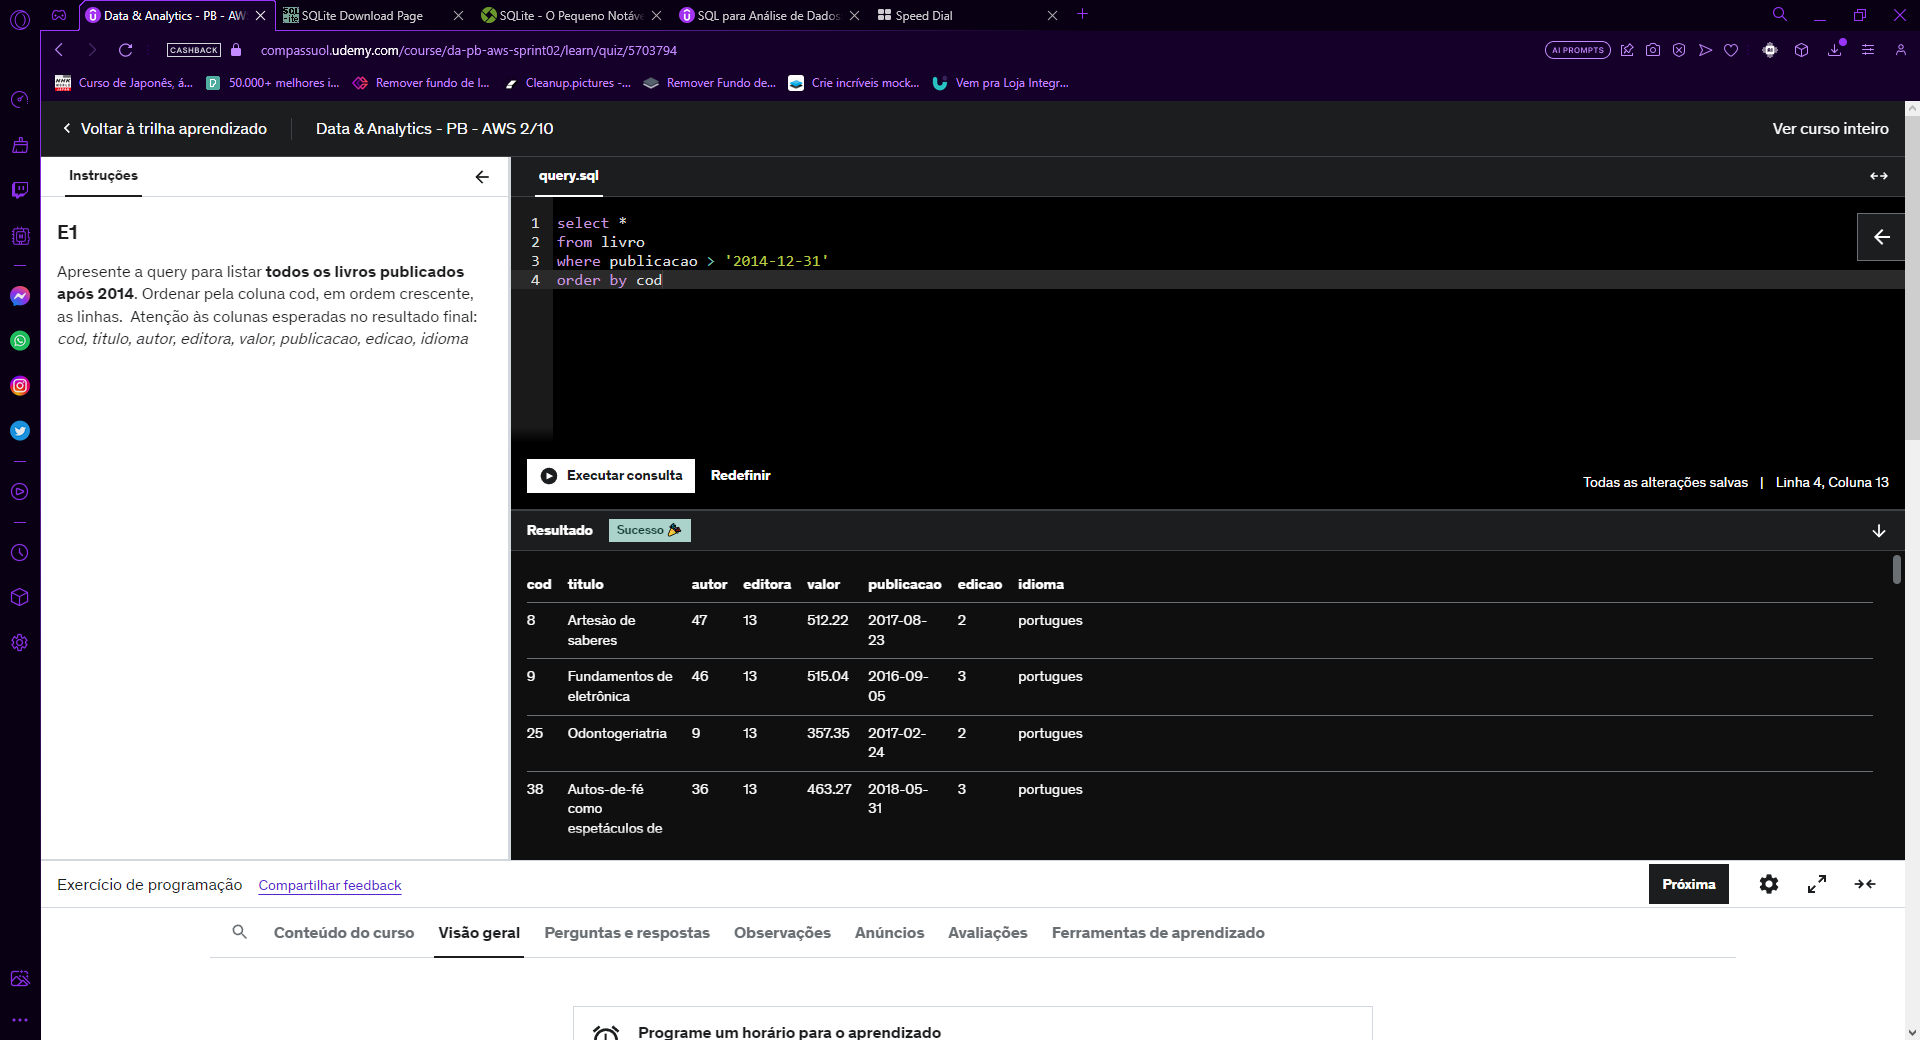 Data & Analytics - PB - AWS
SQLite Download Page
SQLite - O Pequeno Notáve
SQL para Análise de Dados
Speed Dial
CASHBACK
compassuol.udemy.com/course/da-pb-aws-sprint02/learn/quiz/5703794
AI PROMPTS
Curso de Japonês, á...
50.000+ melhores i...
Remover fundo de I...
Cleanup.pictures -...
Remover Fundo de...
Crie incríveis mock...
Vem pra Loja Integr...
Voltar à trilha aprendizado
Data & Analytics - PB - AWS 2/10
Ver curso inteiro
Instruções
E1
Apresente a query para listar todos os livros publicados
após 2014. Ordenar pela coluna cod, em ordem crescente,
as linhas. Atenção às colunas esperadas no resultado final:
cod, titulo, autor, editora, valor, publicacao, edicao, idioma
query.sql
1 select *
2 from livro
3 where publicacao > '2014-12-31'
4 order by cod
Executar consulta
Redefinir
Todas as alterações salvas | Linha 4, Coluna 13
Resultado
Sucesso
cod titulo autor editora valor publicacao edicao idioma
8 Artesão de 47 13 512.22 2017-08- 2 portugues
saberes 23
9 Fundamentos de 46 13 515.04 2016-09- 3 portugues
eletrônica 05
25 Odontogeriatria 9 13 357.35 2017-02- 2 portugues
24
38 Autos-de-fé 36 13 463.27 2018-05- 3 portugues
como 31
espetáculos de
Exercício de programação
Compartilhar feedback
Próxima
Conteúdo do curso
Visão geral
Perguntas e respostas
Observações
Anúncios
Avaliações
Ferramentas de aprendizado
Programe um horário para o aprendizado